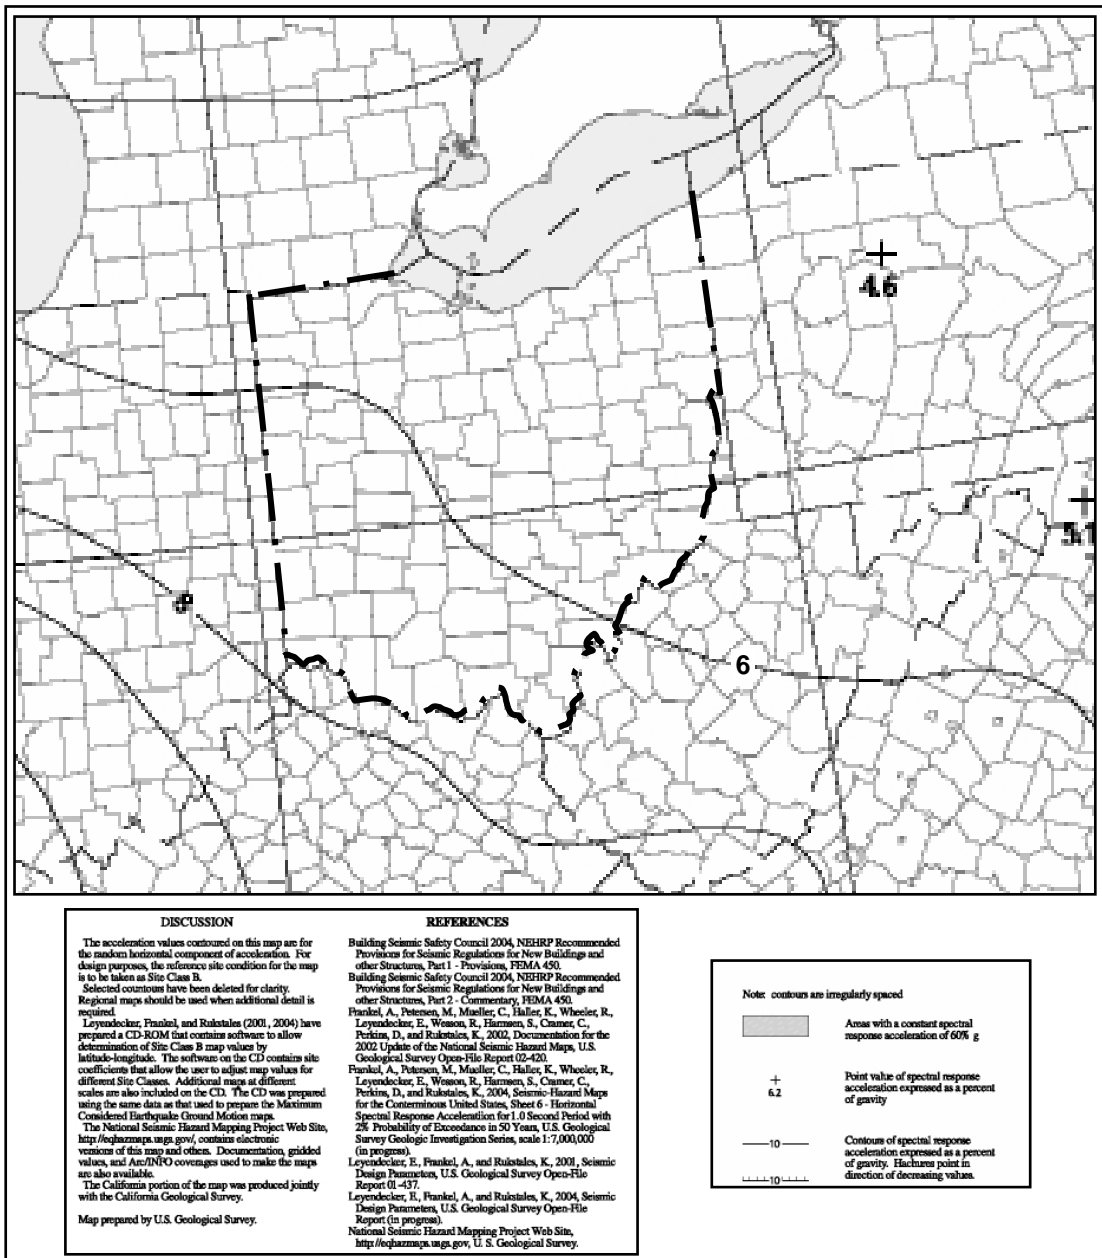 4.6
5.1
8
6
DISCUSSION
The acceleration values contoured on this map are for
the random horizontal component of acceleration. For
design purposes, the reference site condition for the map
is to be taken as Site Class B.
Selected countours have been deleted for clarity.
Regional maps should be used when additional detail is
required.
Leyendecker, Frankel, and Rukstales (2001, 2004) have
prepared a CD-ROM that contains software to allow
determination of Site Class B map values by
latitude-longitude. The software on the CD contains site
coefficients that allow the user to adjust map values for
different Site Classes. Additional maps at different
scales are also included on the CD. The CD was prepared
using the same data as that used to prepare the Maximum
Considered Earthquake Ground Motion maps.
The National Seismic Hazard Mapping Project Web Site,
http://eqhazmaps.usgs.gov/, contains electronic
versions of this map and others. Documentation, gridded
values, and Arc/INFO coverages used to make the maps
are also available.
The California portion of the map was produced jointly
with the California Geological Survey.
Map prepared by U.S. Geological Survey.
REFERENCES
Building Seismic Safety Council 2004, NEHRP Recommended
Provisions for Seismic Regulations for New Buildings and
other Structures, Part 1 - Provisions, FEMA 450.
Building Seismic Safety Council 2004, NEHRP Recommended
Provisions for Seismic Regulations for New Buildings and
other Structures, Part 2 - Commentary, FEMA 450.
Frankel, A., Petersen, M., Mueller, C., Haller, K., Wheeler, R.,
Leyendecker, E., Wesson, R., Harmsen, S., Cramer, C.,
Perkins, D., and Rukstales, K., 2002, Documentation for the
2002 Update of the National Seismic Hazard Maps, U.S.
Geological Survey Open-File Report 02-420.
Frankel, A., Petersen, M., Mueller, C., Haller, K., Wheeler, R.,
Leyendecker, E., Wesson, R., Harmsen, S., Cramer, C.,
Perkins, D., and Rukstales, K., 2004, Seismic-Hazard Maps
for the Conterminous United States, Sheet 6 - Horizontal
Spectral Response Acceleratiion for 1.0 Second Period with
2% Probability of Exceedance in 50 Years, U.S. Geological
Survey Geologic Investigation Series, scale 1:7,000,000
(in progress).
Leyendecker, E., Frankel, A., and Rukstales, K., 2001, Seismic
Design Parameters, U.S. Geological Survey Open-File
Report 01-437.
Leyendecker, E., Frankel, A., and Rukstales, K., 2004, Seismic
Design Parameters, U.S. Geological Survey Open-File
Report (in progress).
National Seismic Hazard Mapping Project Web Site,
http://eqhazmaps.usgs.gov, U. S. Geological Survey.
Note: contours are irregularly spaced
Areas with a constant spectral
response acceleration of 60% g
6.2
Point value of spectral response
acceleration expressed as a percent
of gravity
10
10
Contours of spectral response
acceleration expressed as a percent
of gravity. Hachures point in
direction of decreasing values.